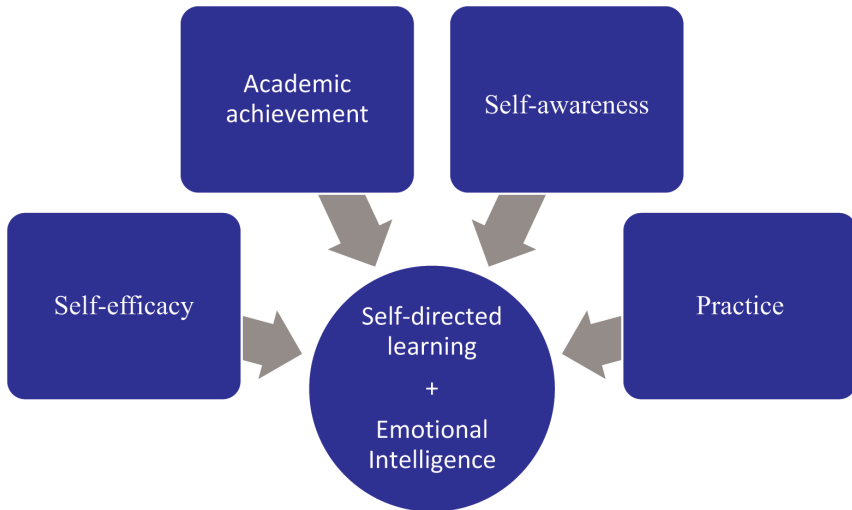 Academic
achievement
Self-awareness
Self-efficacy
Practice
Self-directed
learning
+
Emotional
Intelligence